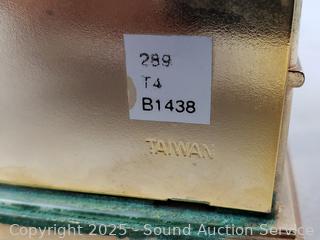 289
T4
B1438
TAIWAN
Copyright 2025 - Sound Auction Service